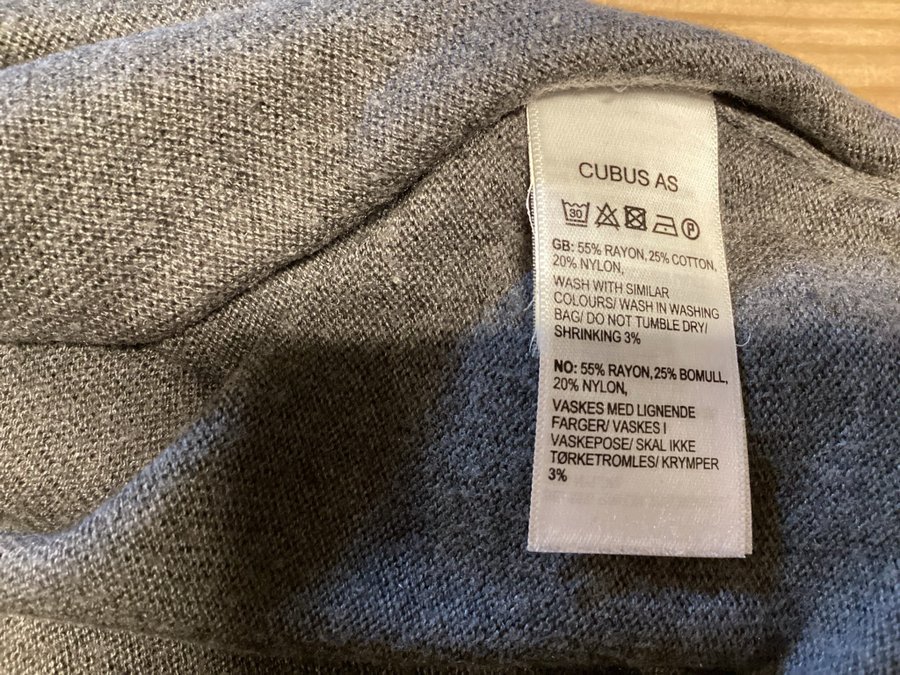 CUBUS AS
30 P
GB: 55% RAYON, 25% COTTON,
20% NYLON,
WASH WITH SIMILAR
COLOURS/ WASH IN WASHING
BAG/ DO NOT TUMBLE DRY/
SHRINKING 3%
NO: 55% RAYON, 25% BOMULL,
20% NYLON,
VASKES MED LIGNENDE
FARGER/ VASKES I
VASKEPOSE/ SKAL IKKE
TØRKETROMLES/ KRYMPER
3%